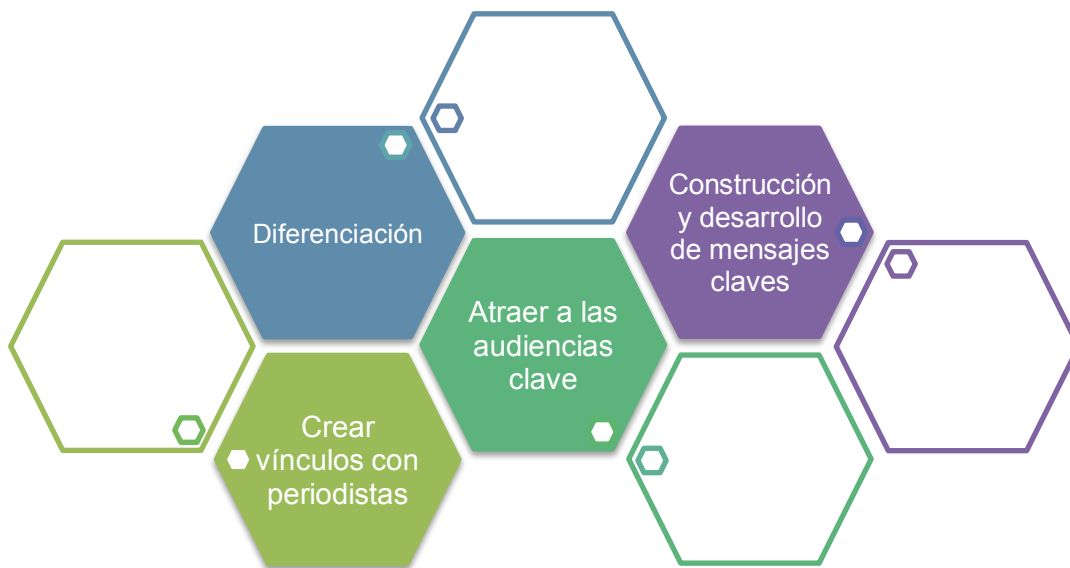 Diferenciación
Construcción
y desarrollo
de mensajes
claves
Atraer a las
audiencias
clave
Crear
vínculos con
periodistas